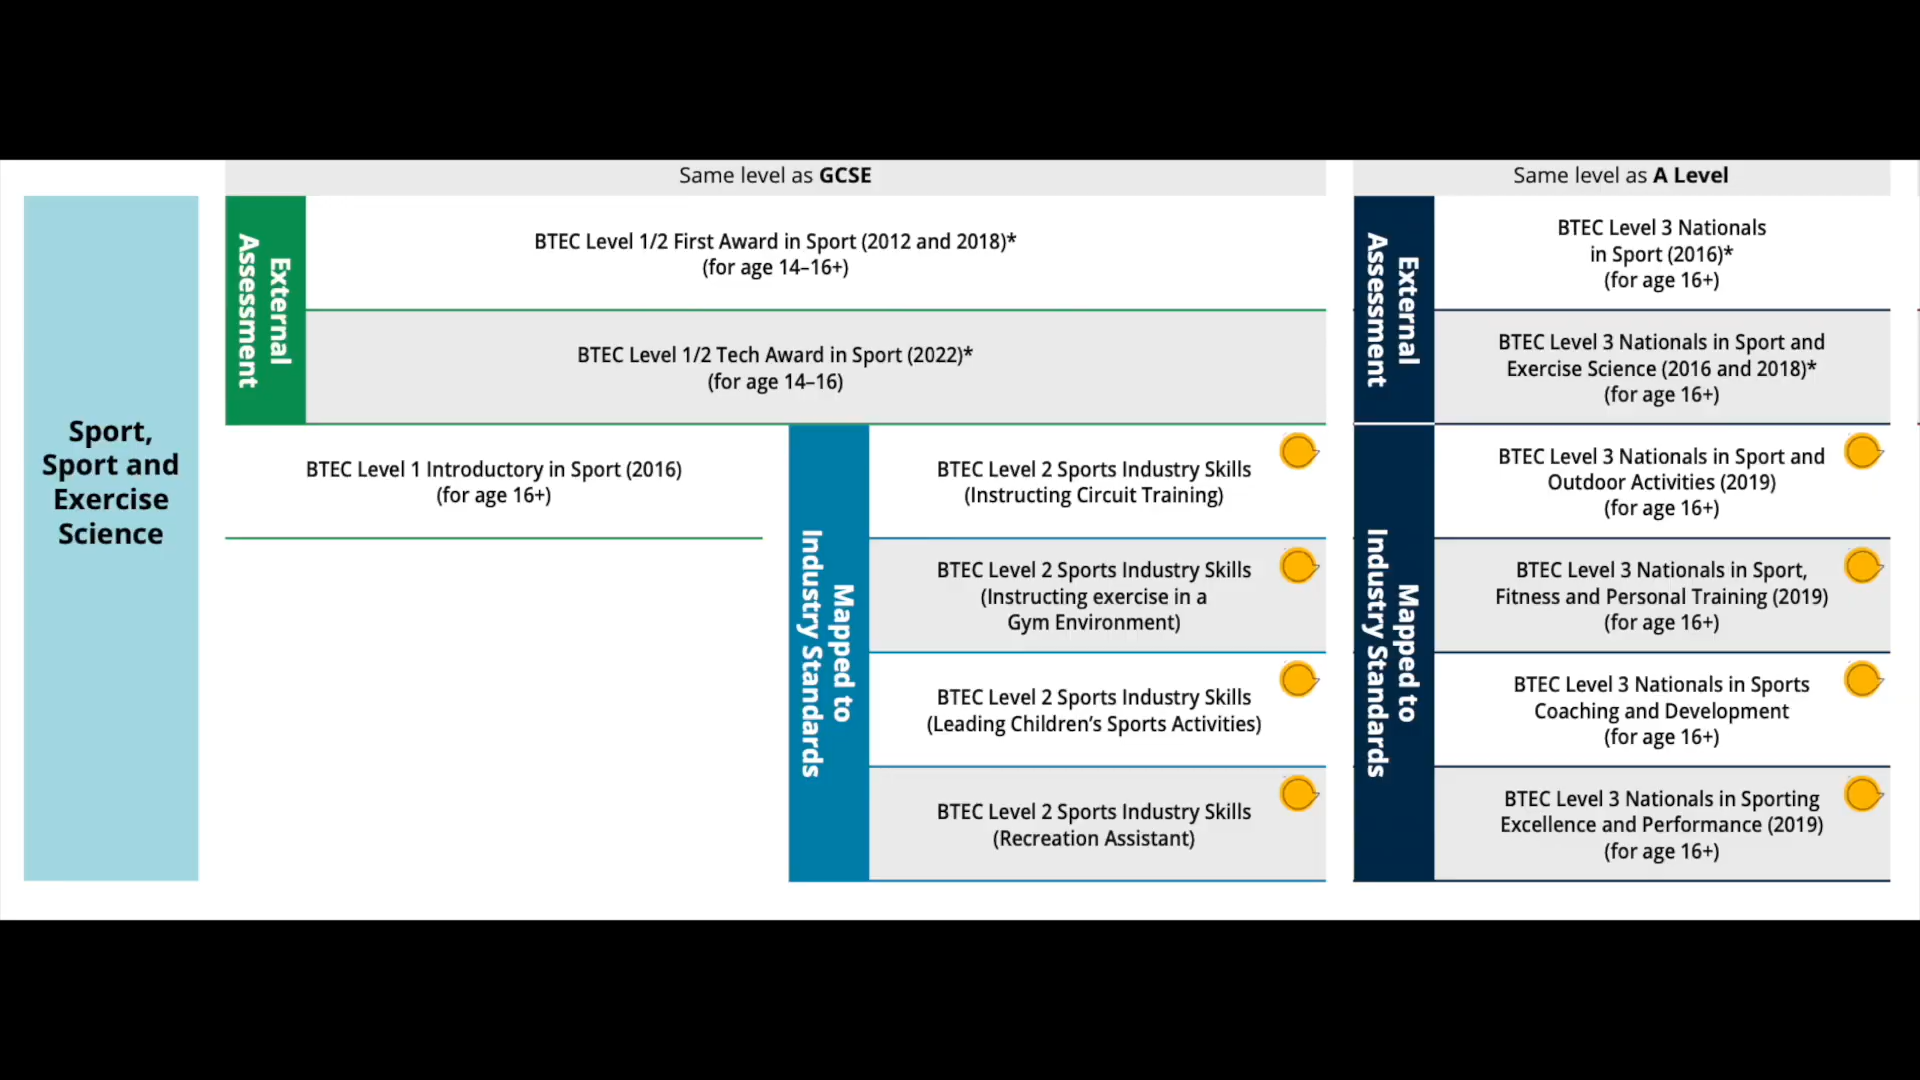 Same level as GCSE
Same level as A Level
Sport,
Sport and
Exercise
Science
External
Assessment
BTEC Level 1/2 First Award in Sport (2012 and 2018)*
(for age 14–16+)
BTEC Level 1/2 Tech Award in Sport (2022)*
(for age 14–16)
BTEC Level 1 Introductory in Sport (2016)
(for age 16+)
Mapped to
Industry Standards
BTEC Level 2 Sports Industry Skills
(Instructing Circuit Training)
BTEC Level 2 Sports Industry Skills
(Instructing exercise in a
Gym Environment)
BTEC Level 2 Sports Industry Skills
(Leading Children’s Sports Activities)
BTEC Level 2 Sports Industry Skills
(Recreation Assistant)
External
Assessment
BTEC Level 3 Nationals
in Sport (2016)*
(for age 16+)
BTEC Level 3 Nationals in Sport and
Exercise Science (2016 and 2018)*
(for age 16+)
Mapped to
Industry Standards
BTEC Level 3 Nationals in Sport and
Outdoor Activities (2019)
(for age 16+)
BTEC Level 3 Nationals in Sport,
Fitness and Personal Training (2019)
(for age 16+)
BTEC Level 3 Nationals in Sports
Coaching and Development
(for age 16+)
BTEC Level 3 Nationals in Sporting
Excellence and Performance (2019)
(for age 16+)